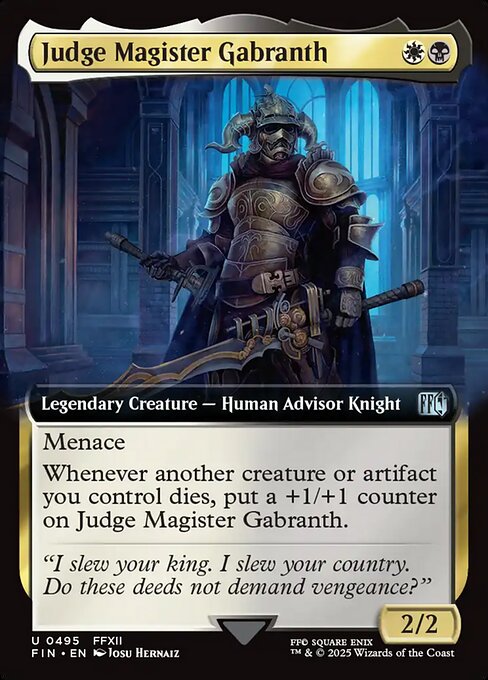 Judge Magister Gabranth
Legendary Creature — Human Advisor Knight
Menace
Whenever another creature or artifact
you control dies, put a +1/+1 counter
on Judge Magister Gabranth.
“I slew your king. I slew your country.
Do these deeds not demand vengeance?”
2/2
U 0495 FFXII
FIN • EN Josu Hernaiz
FF© SQUARE ENIX
™ & © 2025 Wizards of the Coast